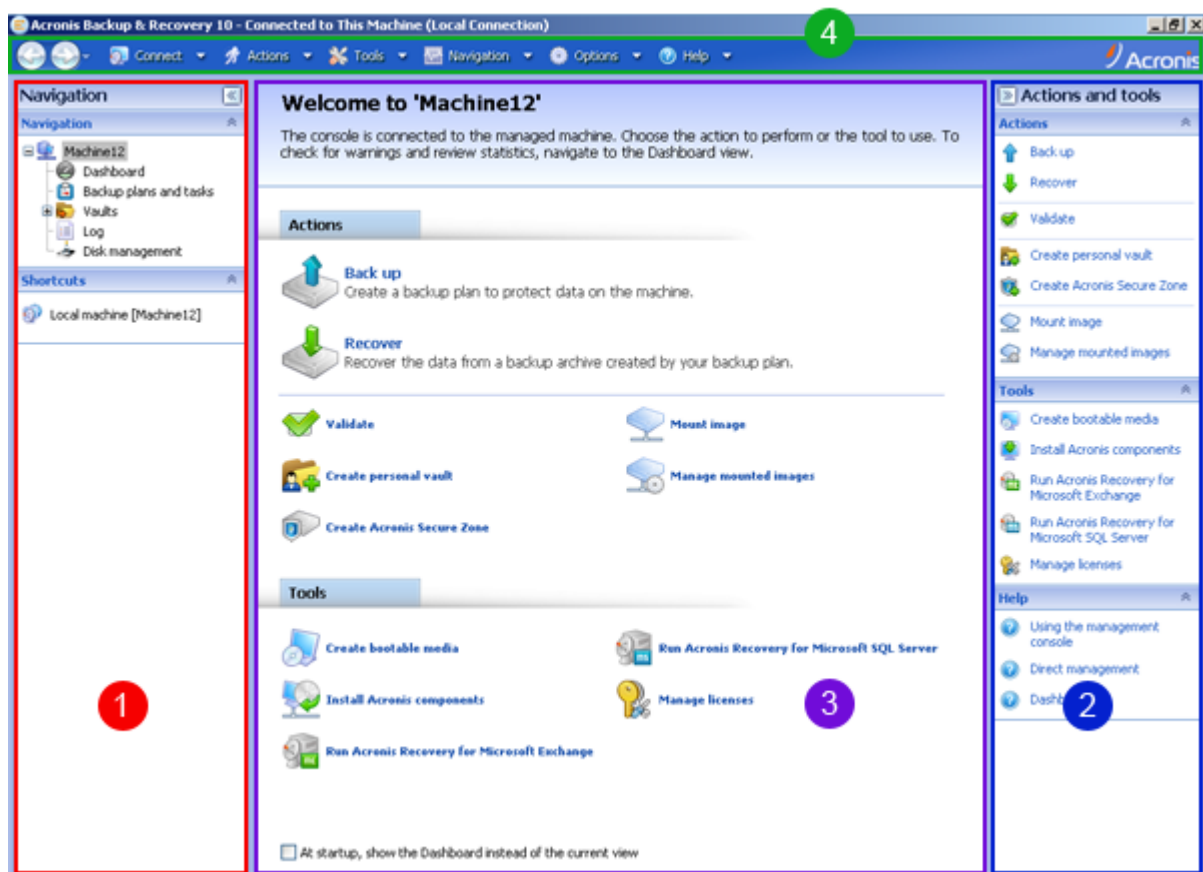 Acronis Backup & Recovery 10 - Connected to This Machine (Local Connection)
4
Connect Actions Tools Navigation Options Help
Acronis
Navigation
Navigation
Machine12
Dashboard
Backup plans and tasks
Vaults
Log
Disk management
Shortcuts
Local machine [Machine12]
1
Welcome to 'Machine12'
The console is connected to the managed machine. Choose the action to perform or the tool to use. To
check for warnings and review statistics, navigate to the Dashboard view.
Actions
Back up
Create a backup plan to protect data on the machine.
Recover
Recover the data from a backup archive created by your backup plan.
Validate
Mount image
Create personal vault
Manage mounted images
Create Acronis Secure Zone
Tools
Create bootable media
Run Acronis Recovery for Microsoft SQL Server
Install Acronis components
Manage licenses
3
Run Acronis Recovery for Microsoft Exchange
At startup, show the Dashboard instead of the current view
Actions and tools
Actions
Back up
Recover
Validate
Create personal vault
Create Acronis Secure Zone
Mount image
Manage mounted images
Tools
Create bootable media
Install Acronis components
Run Acronis Recovery for
Microsoft Exchange
Run Acronis Recovery for
Microsoft SQL Server
Manage licenses
Help
Using the management
console
Direct management
2